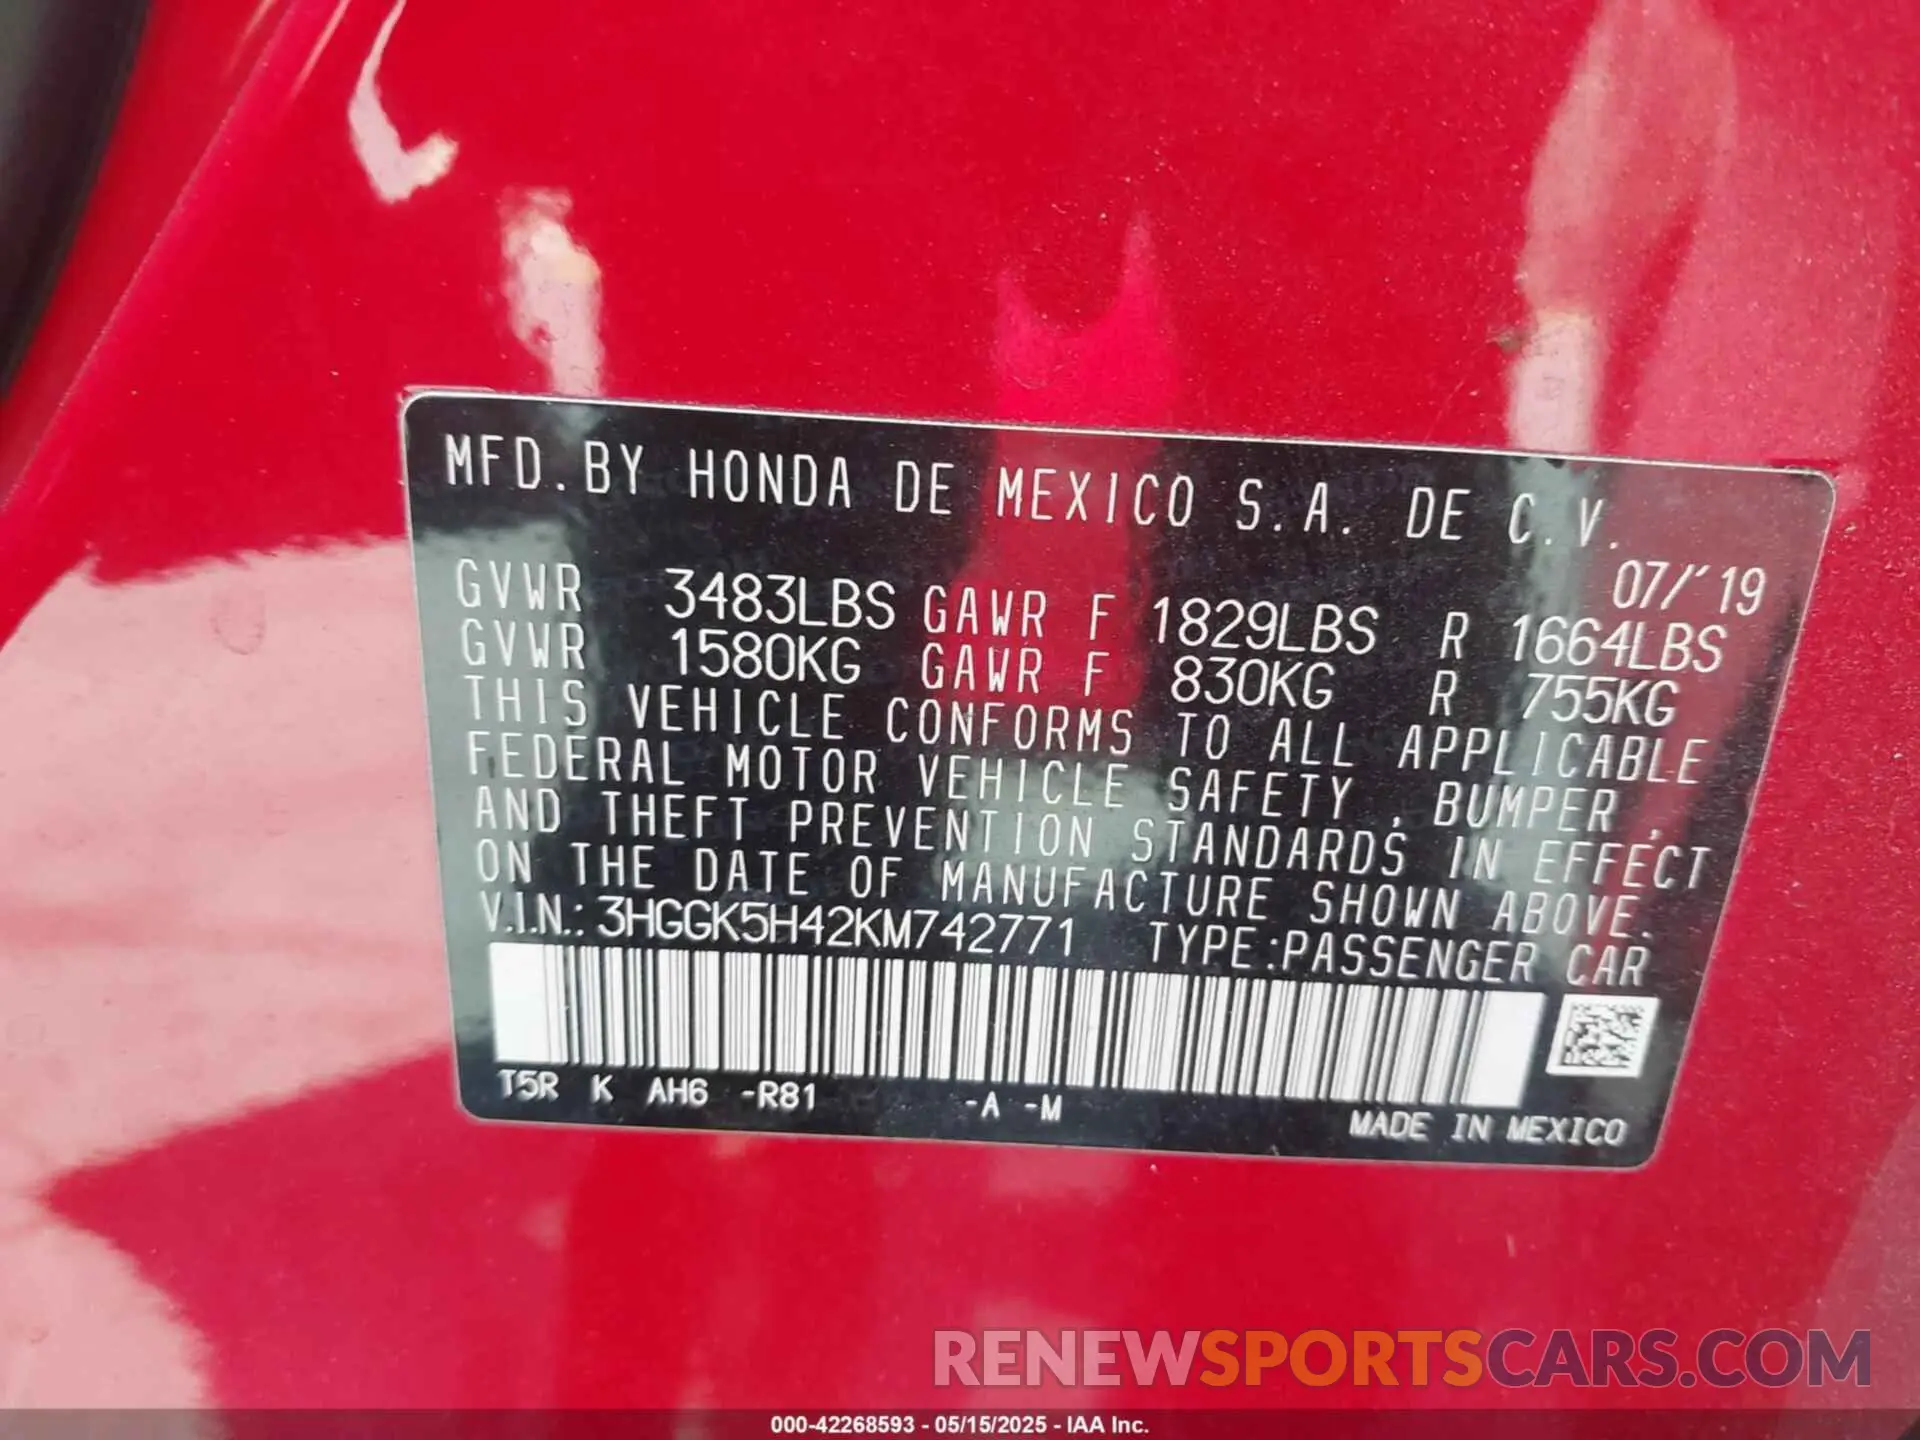 MFD. BY HONDA DE MEXICO S.A. DE C.V.
07/'19
GVWR 3483LBS GAWR F 1829LBS R 1664LBS
GVWR 1580KG GAWR F 830KG R 755KG
THIS VEHICLE CONFORMS TO ALL APPLICABLE
FEDERAL MOTOR VEHICLE SAFETY, BUMPER,
AND THEFT PREVENTION STANDARDS IN EFFECT
ON THE DATE OF MANUFACTURE SHOWN ABOVE.
V.I.N.: 3HGGK5H42KM742771 TYPE:PASSENGER CAR
T5R K AH6 -R81 -A -M
MADE IN MEXICO
RENEWSPORTSCARS.COM
000-42268593 - 05/15/2025 - IAA Inc.